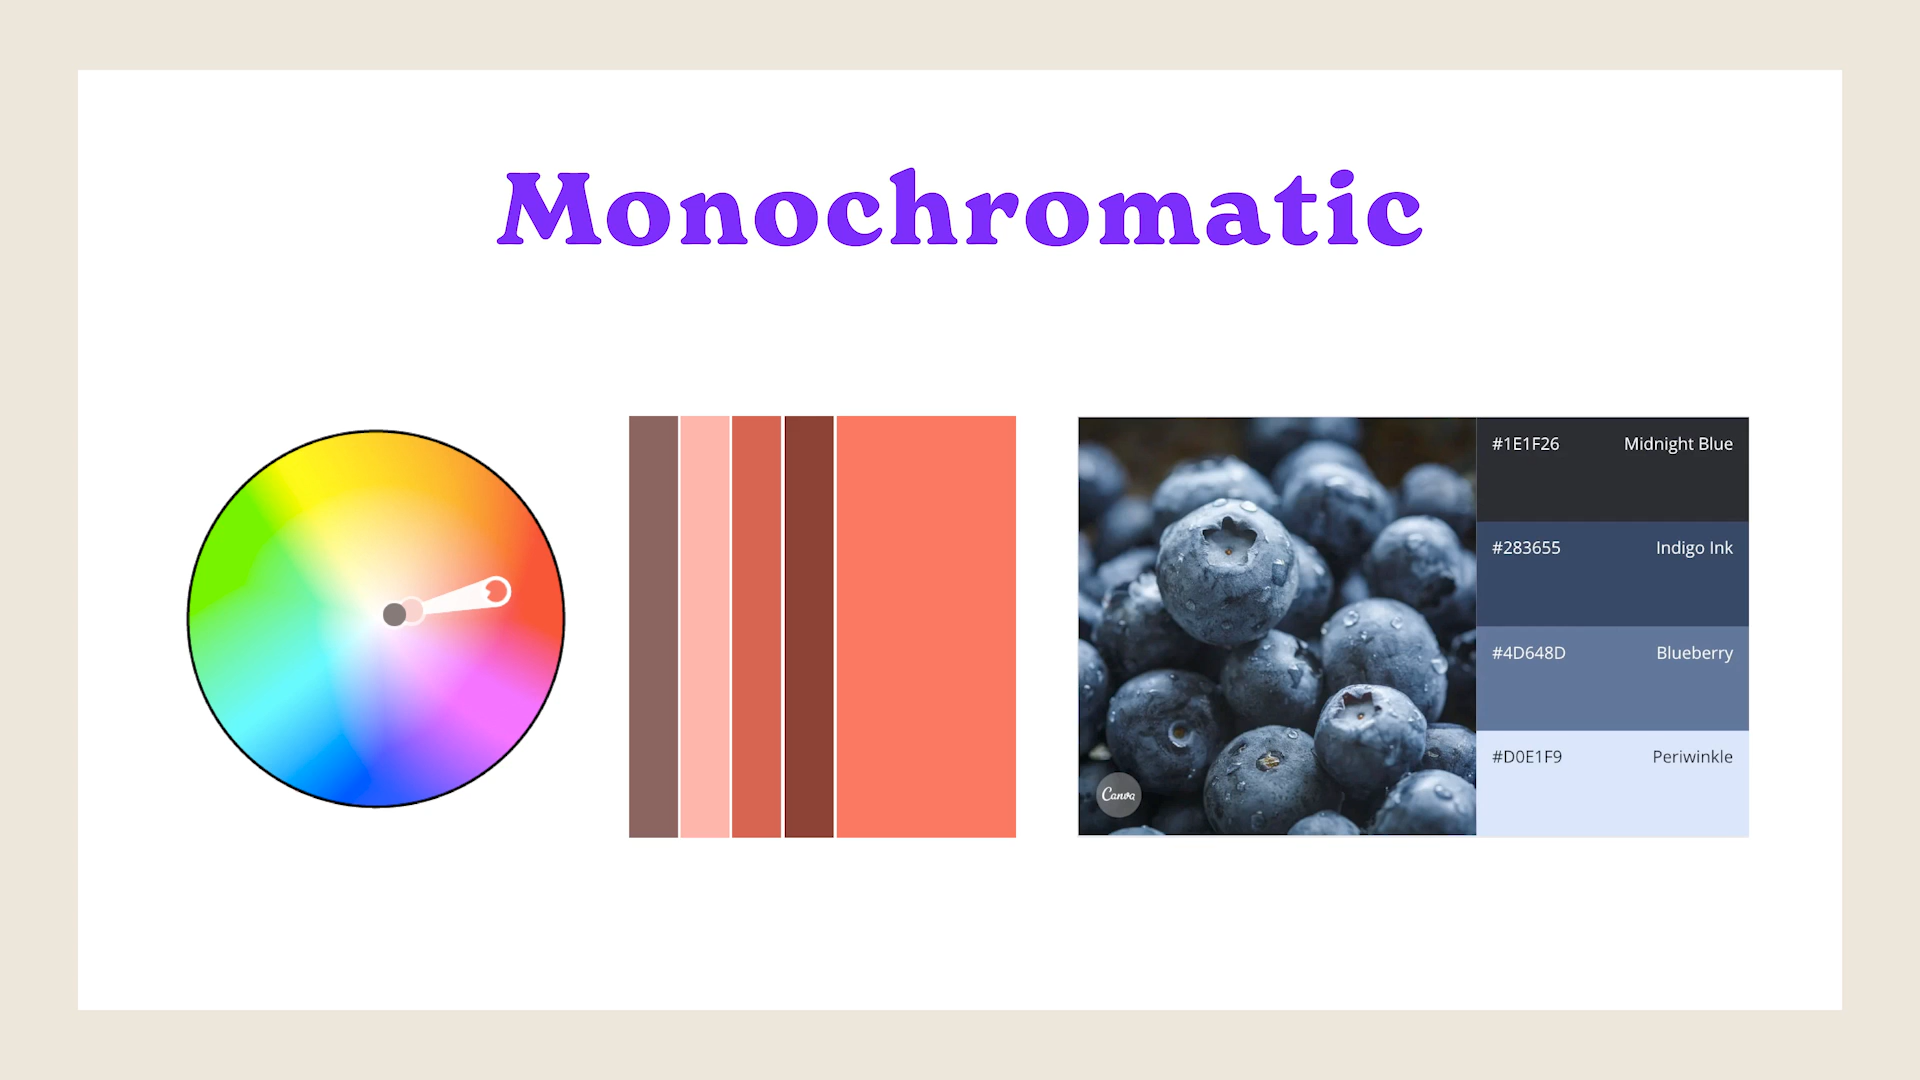 Monochromatic
#1E1F26 Midnight Blue
#283655 Indigo Ink
#4D648D Blueberry
#D0E1F9 Periwinkle
Canva